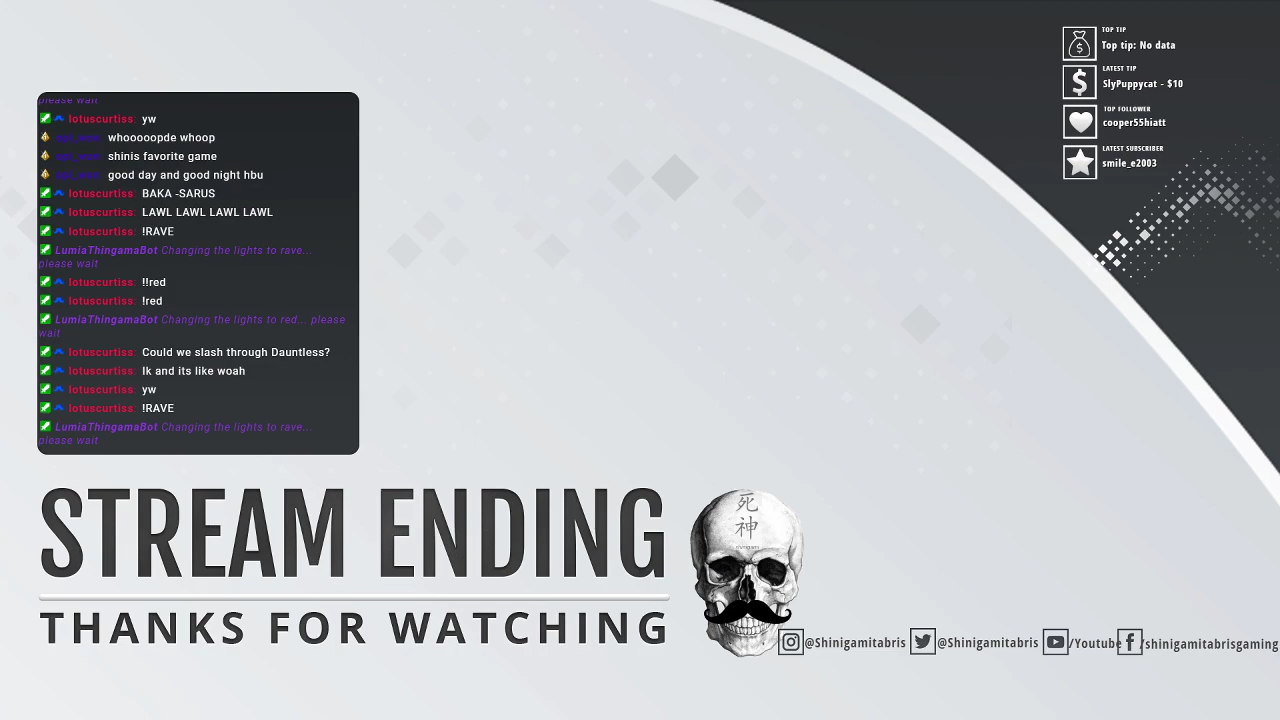 please wait
lotuscurtiss: yw
whooooopde whoop
shinis favorite game
good day and good night hbu
lotuscurtiss: BAKA -SARUS
lotuscurtiss: LAWL LAWL LAWL LAWL
lotuscurtiss: !RAVE
LumiaThingamaBot Changing the lights to rave...
please wait
lotuscurtiss: !!red
lotuscurtiss: !red
LumiaThingamaBot Changing the lights to red... please
wait
lotuscurtiss: Could we slash through Dauntless?
lotuscurtiss: Ik and its like woah
lotuscurtiss: yw
lotuscurtiss: !RAVE
LumiaThingamaBot Changing the lights to rave...
please wait
TOP TIP
Top tip: No data
LATEST TIP
SlyPuppycat - $10
TOP FOLLOWER
cooper55hiatt
LATEST SUBSCRIBER
smile_e2003
STREAM ENDING
THANKS FOR WATCHING
死
神
@Shinigamitabris @Shinigamitabris /Youtube /shinigamitabrisgaming